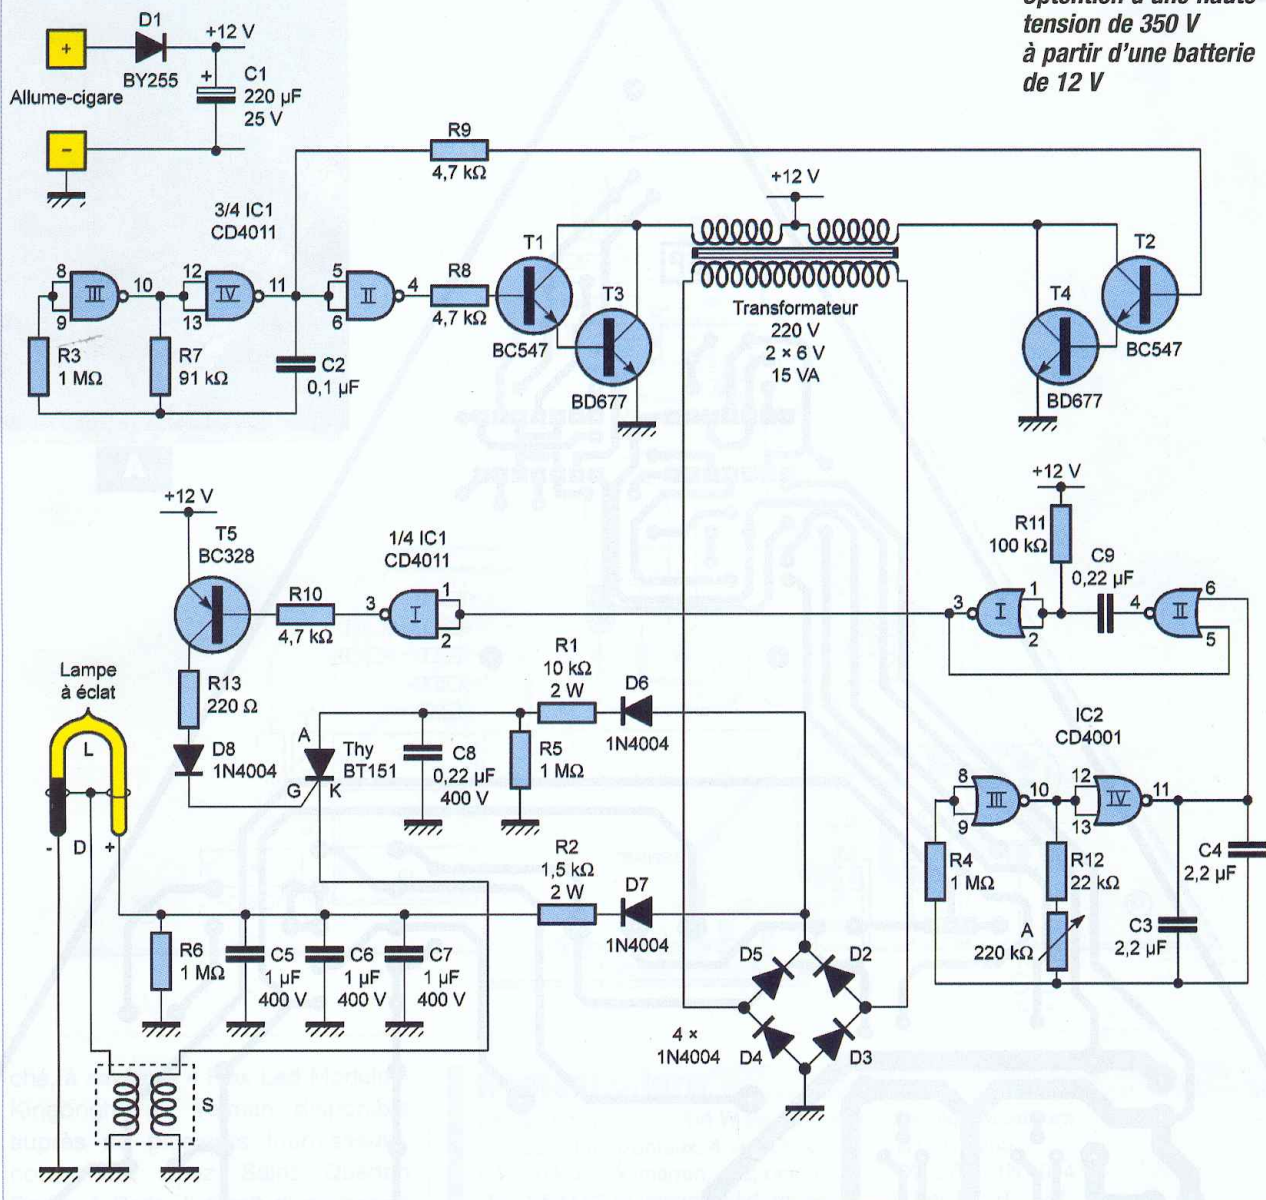 tension de 350 V
à partir d'une batterie
de 12 V
D1
+12 V
+
BY255
+
C1
220 µF
25 V
Allume-cigare
-
R9
4,7 kΩ
+12 V
3/4 IC1
CD4011
T1
T2
8
9
III
10
12
13
IV
11
5
6
II
4
R8
4,7 kΩ
T3
T4
Transformateur
220 V
2 × 6 V
15 VA
BC547
BC547
BD677
BD677
R3
1 MΩ
R7
91 kΩ
C2
0,1 µF
+12 V
+12 V
T5
BC328
1/4 IC1
CD4011
R11
100 kΩ
C9
0,22 µF
R10
4,7 kΩ
3
I
1
2
3
I
1
2
4
II
6
5
Lampe
à éclat
L
R13
220 Ω
D8
1N4004
R1
10 kΩ
2 W
D6
1N4004
A
Thy
BT151
G
K
C8
0,22 µF
400 V
R5
1 MΩ
IC2
CD4001
8
9
III
10
12
13
IV
11
-
D
+
R2
1,5 kΩ
2 W
D7
1N4004
R4
1 MΩ
R12
22 kΩ
A
220 kΩ
C4
2,2 µF
C3
2,2 µF
R6
1 MΩ
C5
1 µF
400 V
C6
1 µF
400 V
C7
1 µF
400 V
D5
D2
4 ×
1N4004
D4
D3
S